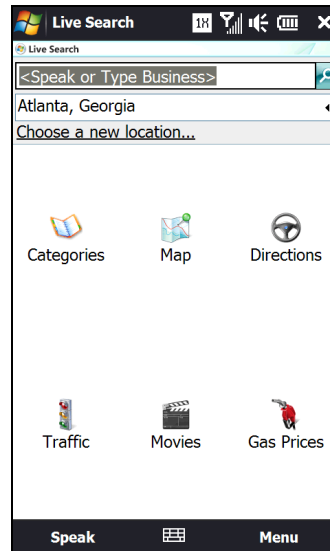 Live Search 1X
Live Search
<Speak or Type Business>
Atlanta, Georgia
Choose a new location...
Categories Map Directions
Traffic Movies Gas Prices
Speak Menu